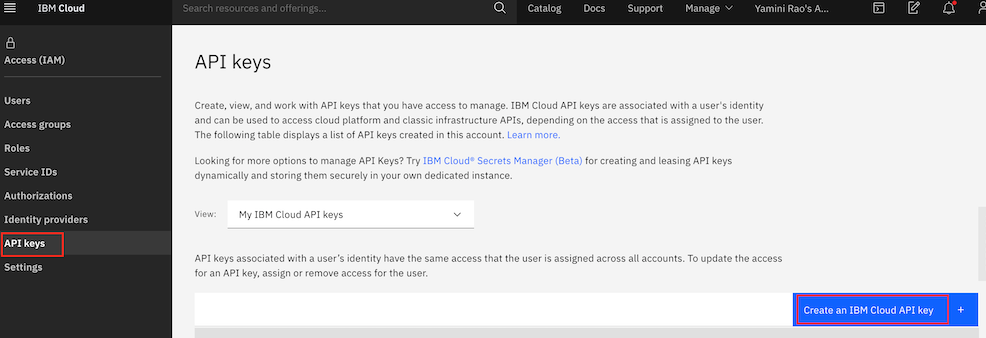 IBM Cloud
Search resources and offerings...
Catalog
Docs
Support
Manage
Yamini Rao's A...
Access (IAM)
Users
Access groups
Roles
Service IDs
Authorizations
Identity providers
API keys
Settings
API keys
Create, view, and work with API keys that you have access to manage. IBM Cloud API keys are associated with a user's identity
and can be used to access cloud platform and classic infrastructure APIs, depending on the access that is assigned to the user.
The following table displays a list of API keys created in this account. Learn more.
Looking for more options to manage API Keys? Try IBM Cloud® Secrets Manager (Beta) for creating and leasing API keys
dynamically and storing them securely in your own dedicated instance.
View:
My IBM Cloud API keys
API keys associated with a user’s identity have the same access that the user is assigned across all accounts. To update the access
for an API key, assign or remove access for the user.
Create an IBM Cloud API key +